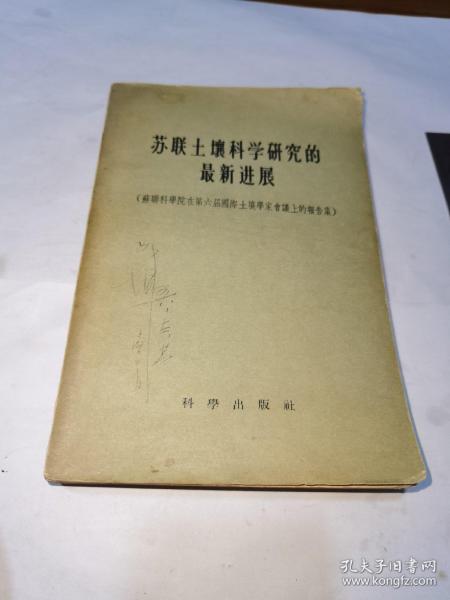 苏联土壤科学研究的
最新进展
(蘇聯科學院在第六届國際土壤學家會議上的報告集)
科學出版社
孔夫子旧书网
www.kongfz.com